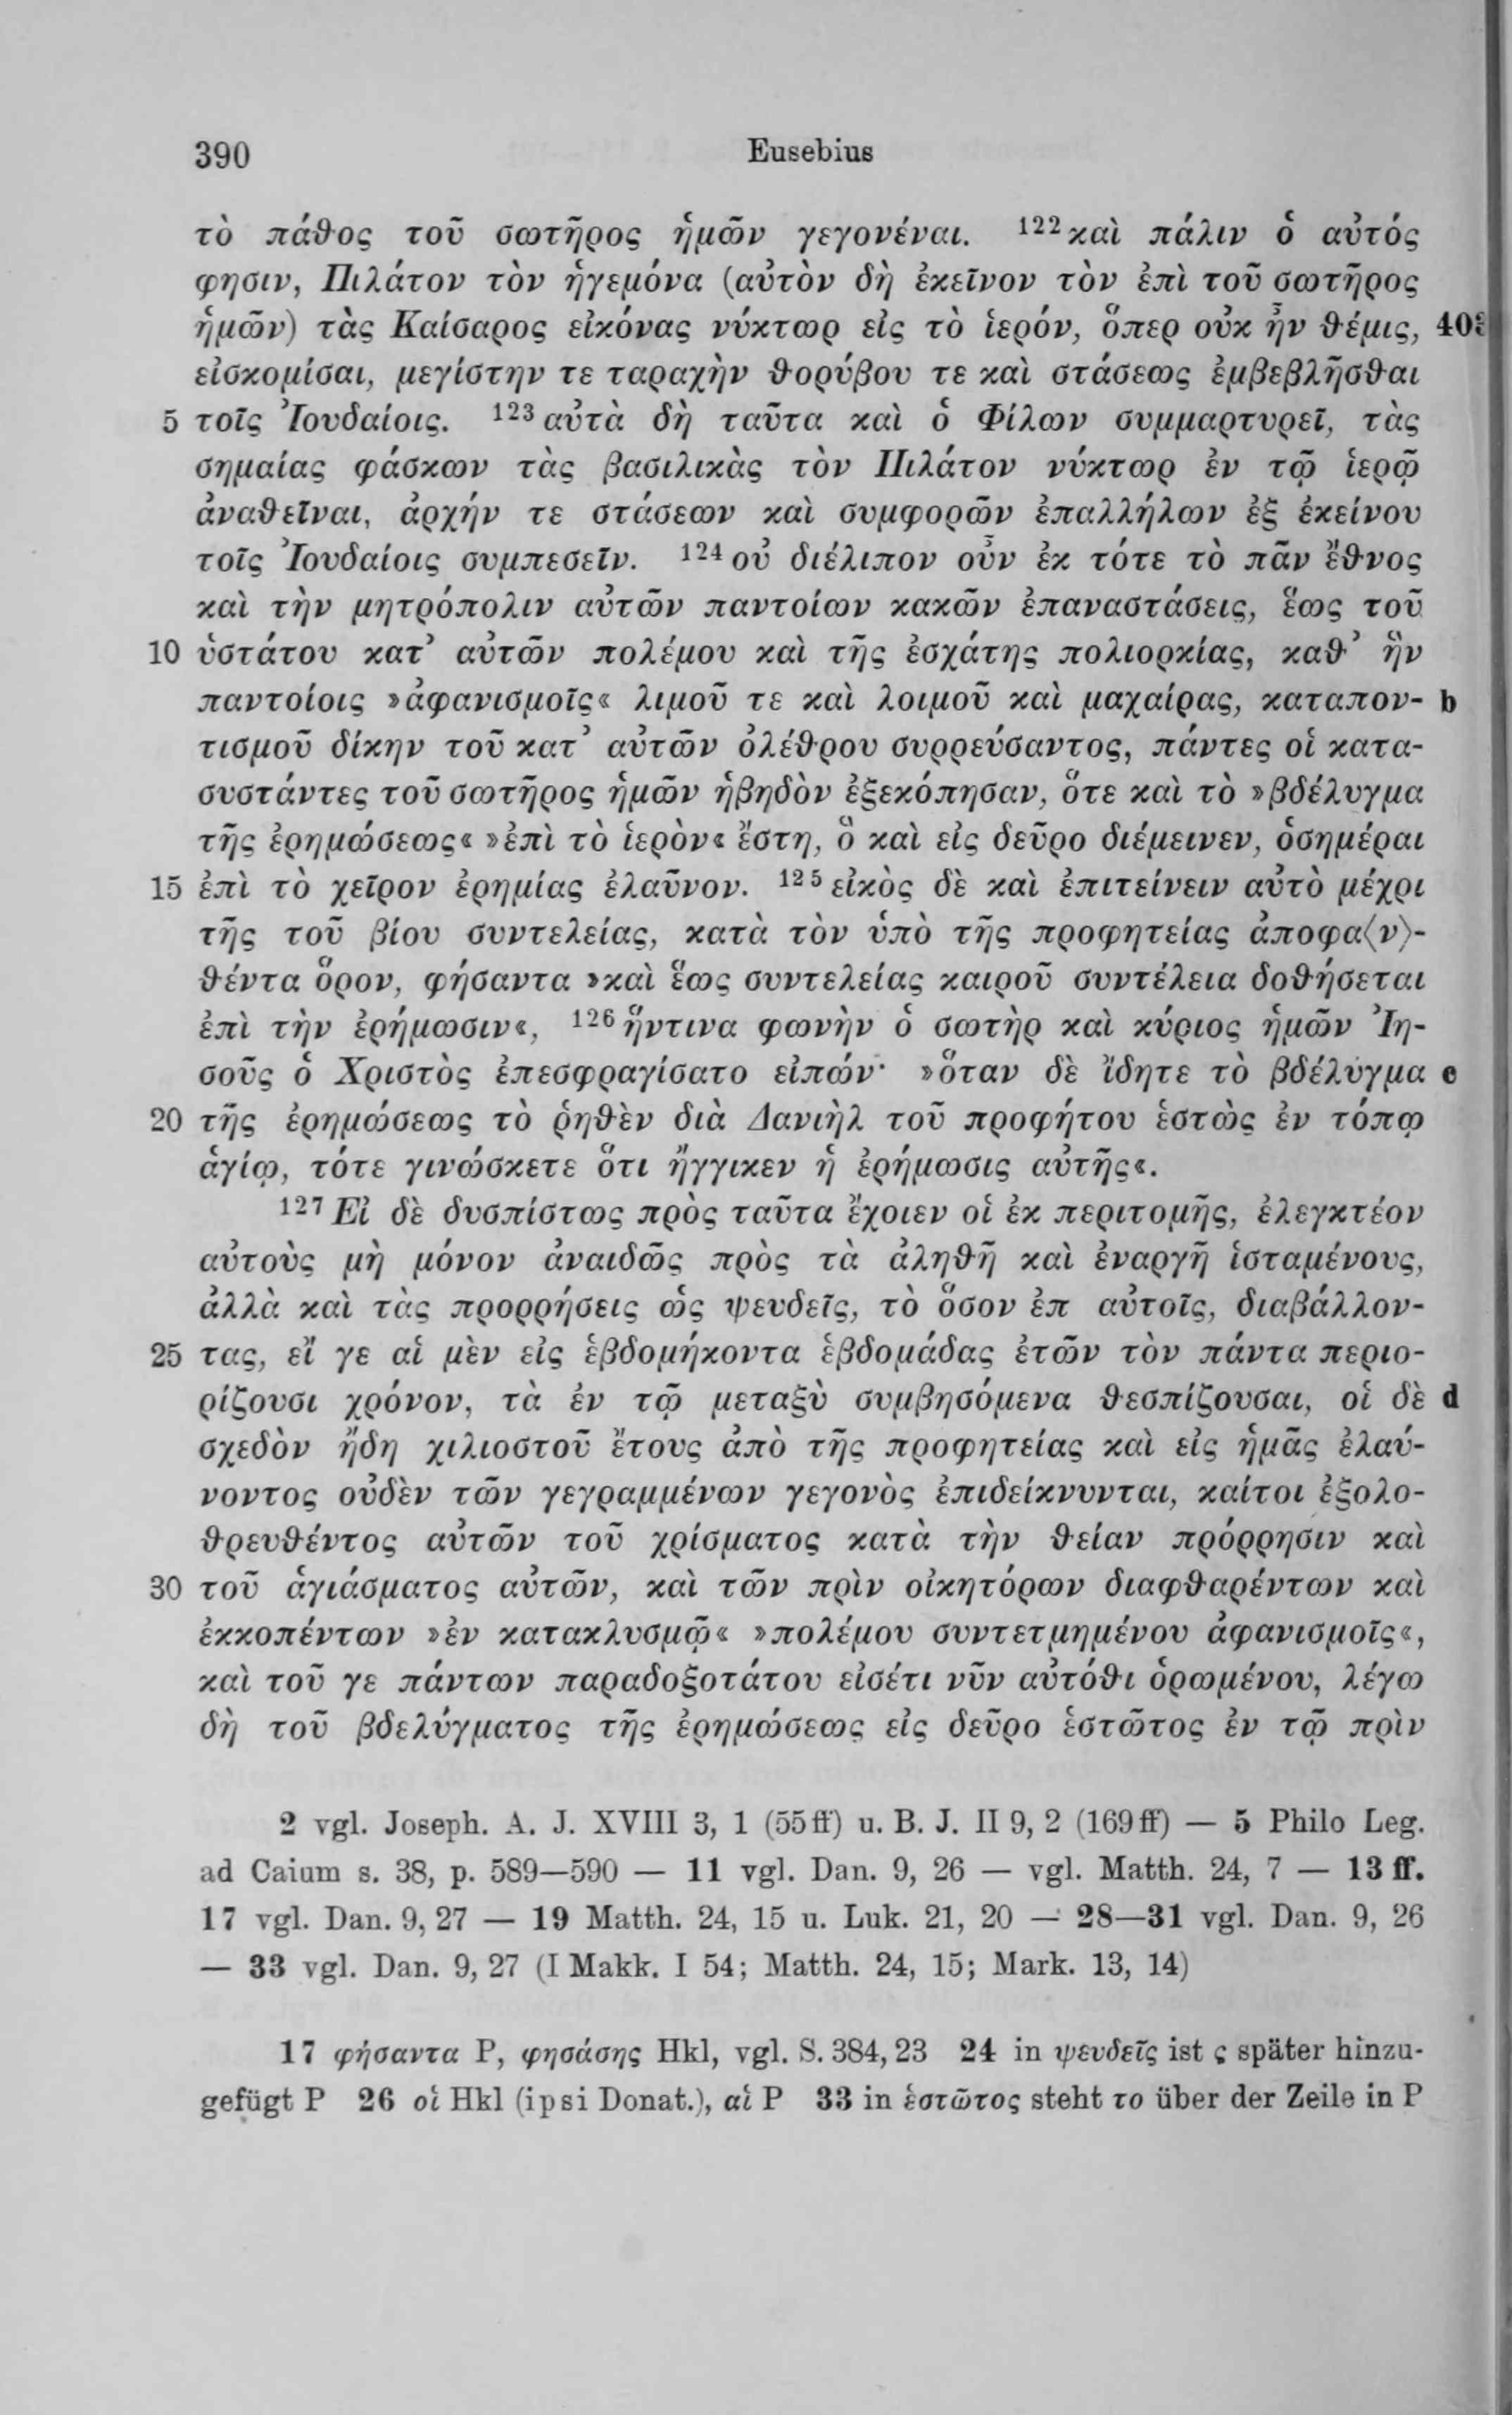 390 Eusebius
τὸ πάθος τοῦ σωτῆρος ἡμῶν γεγονέναι. 122 καὶ πάλιν ὁ αὐτός
φησιν, Πιλάτον τὸν ἡγεμόνα (αὐτὸν δὴ ἐκεῖνον τὸν ἐπὶ τοῦ σωτῆρος
ἡμῶν) τὰς Καίσαρος εἰκόνας νύκτωρ εἰς τὸ ἱερόν, ὅπερ οὐκ ἦν θέμις,
εἰσκομίσαι, μεγίστην τε ταραχὴν θορύβου τε καὶ στάσεως ἐμβεβλῆσθαι
5 τοῖς Ἰουδαίοις. 123 αὐτὰ δὴ ταῦτα καὶ ὁ Φίλων συμμαρτυρεῖ, τὰς
σημαίας φάσκων τὰς βασιλικὰς τὸν Πιλάτον νύκτωρ ἐν τῷ ἱερῷ
ἀναθεῖναι, ἀρχήν τε στάσεων καὶ συμφορῶν ἐπαλλήλων ἐξ ἐκείνου
τοῖς Ἰουδαίοις συμπεσεῖν. 124 οὐ διέλιπον οὖν ἐκ τότε τὸ πᾶν ἔθνος
καὶ τὴν μητρόπολιν αὐτῶν παντοίων κακῶν ἐπαναστάσεις, ἕως τοῦ
10 ὑστάτου κατ’ αὐτῶν πολέμου καὶ τῆς ἐσχάτης πολιορκίας, καθ’ ἣν
παντοίοις »ἀφανισμοῖς« λιμοῦ τε καὶ λοιμοῦ καὶ μαχαίρας, καταπον- b
τισμοῦ δίκην τοῦ κατ’ αὐτῶν ὀλέθρου συρρεύσαντος, πάντες οἱ κατα-
συστάντες τοῦ σωτῆρος ἡμῶν ἡβηδὸν ἐξεκόπησαν, ὅτε καὶ τὸ »βδέλυγμα
τῆς ἐρημώσεως« »ἐπὶ τὸ ἱερὸν« ἔστη, ὃ καὶ εἰς δεῦρο διέμεινεν, ὁσημέραι
15 ἐπὶ τὸ χεῖρον ἐρημίας ἐλαῦνον. 125 εἰκὸς δὲ καὶ ἐπιτείνειν αὐτὸ μέχρι
τῆς τοῦ βίου συντελείας, κατὰ τὸν ὑπὸ τῆς προφητείας ἀποφα⟨ν⟩-
θέντα ὅρον, φήσαντα »καὶ ἕως συντελείας καιροῦ συντέλεια δοθήσεται
ἐπὶ τὴν ἐρήμωσιν«, 126 ἥντινα φωνὴν ὁ σωτὴρ καὶ κύριος ἡμῶν Ἰη-
σοῦς ὁ Χριστὸς ἐπεσφραγίσατο εἰπών· »ὅταν δὲ ἴδητε τὸ βδέλυγμα c
20 τῆς ἐρημώσεως τὸ ῥηθὲν διὰ Δανιὴλ τοῦ προφήτου ἑστὼς ἐν τόπῳ
ἁγίῳ, τότε γινώσκετε ὅτι ἤγγικεν ἡ ἐρήμωσις αὐτῆς«.
127 Εἰ δὲ δυσπίστως πρὸς ταῦτα ἔχοιεν οἱ ἐκ περιτομῆς, ἐλεγκτέον
αὐτοὺς μὴ μόνον ἀναιδῶς πρὸς τὰ ἀληθῆ καὶ ἐναργῆ ἱσταμένους,
ἀλλὰ καὶ τὰς προρρήσεις ὡς ψευδεῖς, τὸ ὅσον ἐπ αὐτοῖς, διαβάλλον-
25 τας, εἴ γε αἱ μὲν εἰς ἑβδομήκοντα ἑβδομάδας ἐτῶν τὸν πάντα περιο-
ρίζουσι χρόνον, τὰ ἐν τῷ μεταξὺ συμβησόμενα θεσπίζουσαι, οἱ δὲ d
σχεδὸν ἤδη χιλιοστοῦ ἔτους ἀπὸ τῆς προφητείας καὶ εἰς ἡμᾶς ἐλαύ-
νοντος οὐδὲν τῶν γεγραμμένων γεγονὸς ἐπιδείκνυνται, καίτοι ἐξολο-
θρευθέντος αὐτῶν τοῦ χρίσματος κατὰ τὴν θείαν πρόρρησιν καὶ
30 τοῦ ἁγιάσματος αὐτῶν, καὶ τῶν πρὶν οἰκητόρων διαφθαρέντων καὶ
ἐκκοπέντων »ἐν κατακλυσμῷ« »πολέμου συντετμημένου ἀφανισμοῖς«,
καὶ τοῦ γε πάντων παραδοξοτάτου εἰσέτι νῦν αὐτόθι ὁρωμένου, λέγω
δὴ τοῦ βδελύγματος τῆς ἐρημώσεως εἰς δεῦρο ἑστῶτος ἐν τῷ πρὶν
2 vgl. Joseph. A. J. XVIII 3, 1 (55 ff) u. B. J. II 9, 2 (169 ff) — 5 Philo Leg.
ad Caium s. 38, p. 589—590 — 11 vgl. Dan. 9, 26 — vgl. Matth. 24, 7 — 13 ff.
17 vgl. Dan. 9, 27 — 19 Matth. 24, 15 u. Luk. 21, 20 — 28—31 vgl. Dan. 9, 26
— 33 vgl. Dan. 9, 27 (I Makk. I 54; Matth. 24, 15; Mark. 13, 14)
17 φήσαντα P, φησάσης Hkl, vgl. S. 384, 23 24 in ψευδεῖς ist ς später hinzu-
gefügt P 26 οἱ Hkl (ipsi Donat.), αἱ P 33 in ἑστῶτος steht το über der Zeile in P